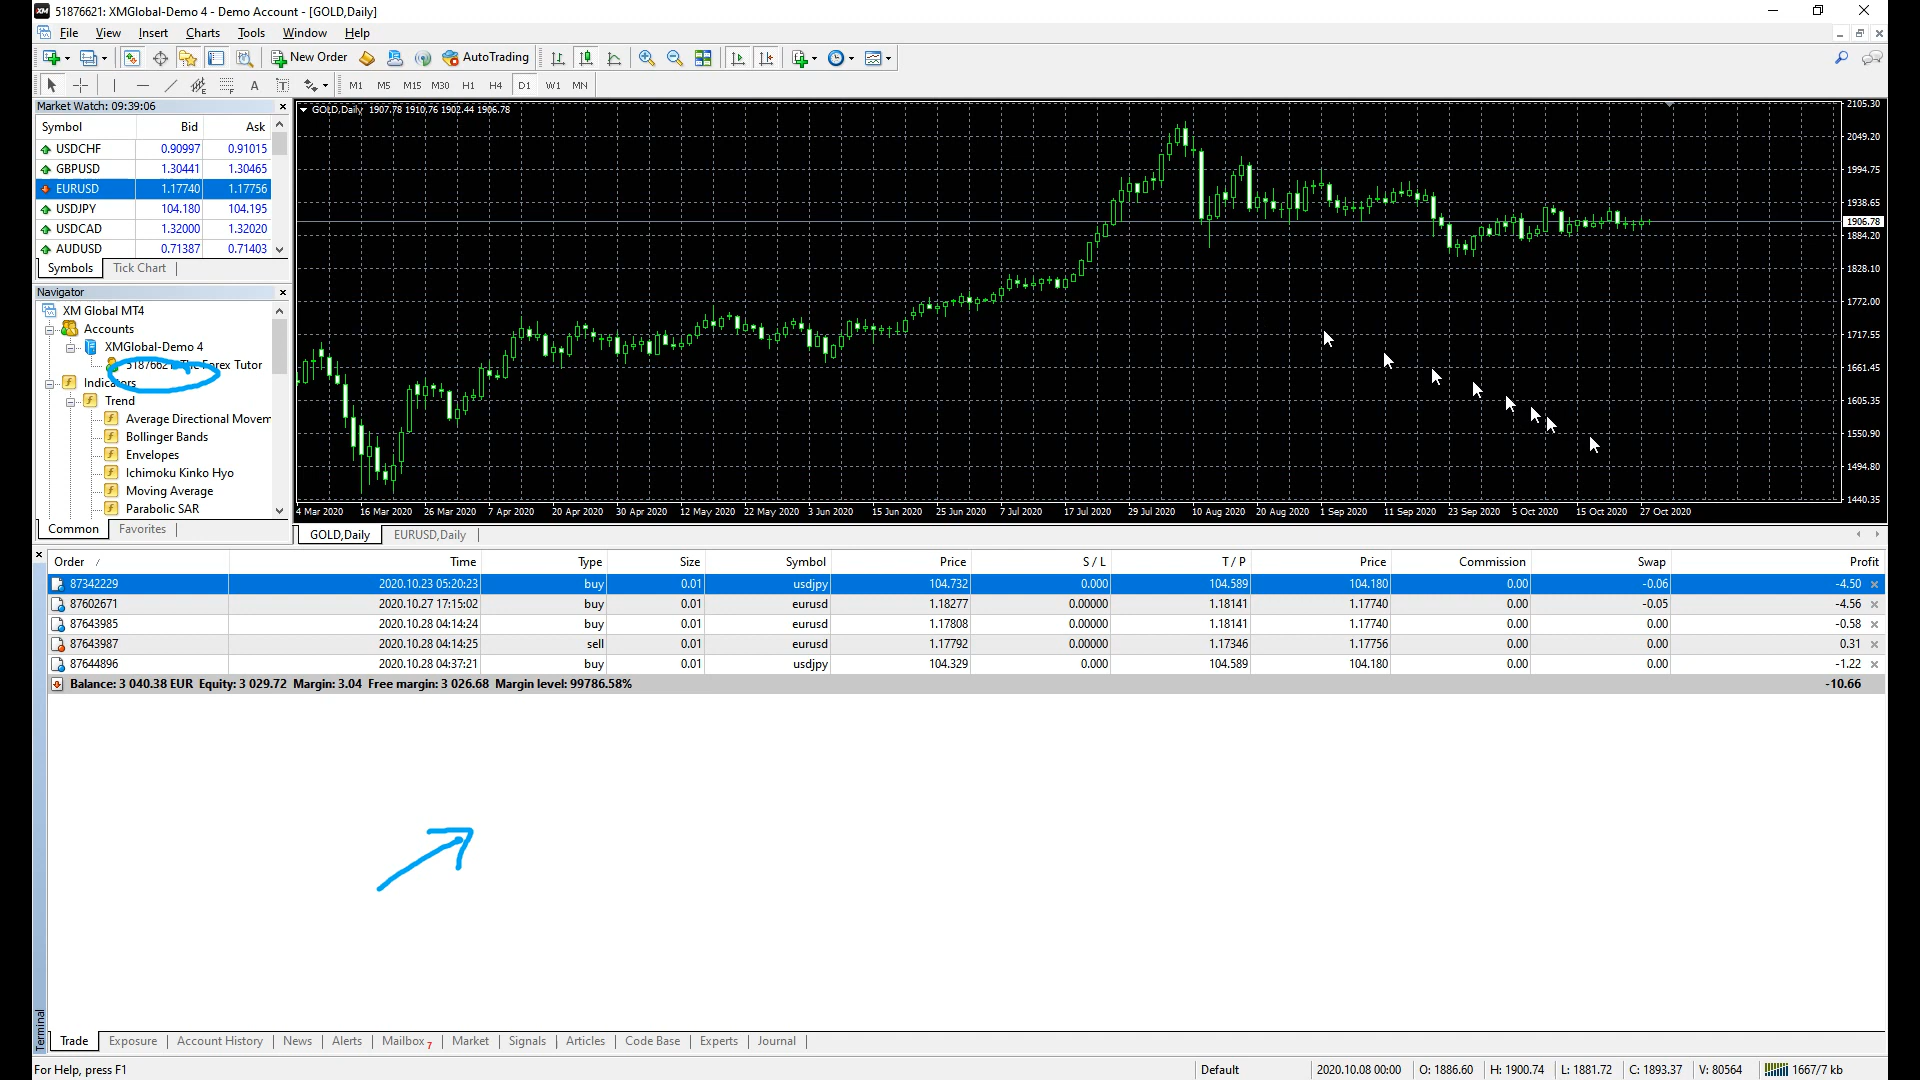 51876621: XMGlobal-Demo 4 - Demo Account - [GOLD,Daily]
File View Insert Charts Tools Window Help
New Order AutoTrading
A T M1 M5 M15 M30 H1 H4 D1 W1 MN
Market Watch: 09:39:06
Symbol Bid Ask
USDCHF 0.90997 0.91015
GBPUSD 1.30441 1.30465
EURUSD 1.17740 1.17756
USDJPY 104.180 104.195
USDCAD 1.32000 1.32020
AUDUSD 0.71387 0.71403
Symbols Tick Chart
Navigator
XM Global MT4
Accounts
XMGlobal-Demo 4
Forex Tutor
Indicators
Trend
Average Directional Movem
Bollinger Bands
Envelopes
Ichimoku Kinko Hyo
Moving Average
Parabolic SAR
Common Favorites
GOLD,Daily 1907.78 1910.76 1902.44 1906.78
2105.30
2049.20
1994.75
1938.65
1906.78
1884.20
1828.10
1772.00
1717.55
1661.45
1605.35
1550.90
1494.80
1440.35
4 Mar 2020 16 Mar 2020 26 Mar 2020 7 Apr 2020 20 Apr 2020 30 Apr 2020 12 May 2020 22 May 2020 3 Jun 2020 15 Jun 2020 25 Jun 2020 7 Jul 2020 17 Jul 2020 29 Jul 2020 10 Aug 2020 20 Aug 2020 1 Sep 2020 11 Sep 2020 23 Sep 2020 5 Oct 2020 15 Oct 2020 27 Oct 2020
GOLD,Daily EURUSD,Daily
Order / Time Type Size Symbol Price S / L T / P Price Commission Swap Profit
87342229 2020.10.23 05:20:23 buy 0.01 usdjpy 104.732 0.000 104.589 104.180 0.00 -0.06 -4.50
87602671 2020.10.27 17:15:02 buy 0.01 eurusd 1.18277 0.00000 1.18141 1.17740 0.00 -0.05 -4.56
87643985 2020.10.28 04:14:24 buy 0.01 eurusd 1.17808 0.00000 1.18141 1.17740 0.00 0.00 -0.58
87643987 2020.10.28 04:14:25 sell 0.01 eurusd 1.17792 0.00000 1.17346 1.17756 0.00 0.00 0.31
87644896 2020.10.28 04:37:21 buy 0.01 usdjpy 104.329 0.000 104.589 104.180 0.00 0.00 -1.22
Balance: 3 040.38 EUR Equity: 3 029.72 Margin: 3.04 Free margin: 3 026.68 Margin level: 99786.58% -10.66
Terminal
Trade Exposure Account History News Alerts Mailbox 7 Market Signals Articles Code Base Experts Journal
For Help, press F1 Default 2020.10.08 00:00 O: 1886.60 H: 1900.74 L: 1881.72 C: 1893.37 V: 80564 1667/7 kb